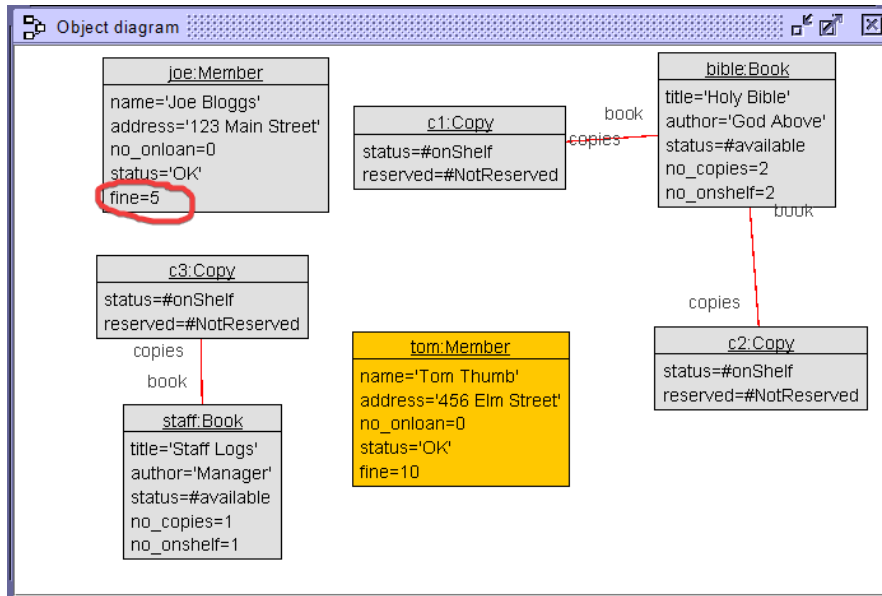 Object diagram
joe:Member
name='Joe Bloggs'
address='123 Main Street'
no_onloan=0
status='OK'
fine=5
c1:Copy
status=#onShelf
reserved=#NotReserved
book
copies
bible:Book
title='Holy Bible'
author='God Above'
status=#available
no_copies=2
no_onshelf=2
book
copies
c2:Copy
status=#onShelf
reserved=#NotReserved
c3:Copy
status=#onShelf
reserved=#NotReserved
copies
book
staff:Book
title='Staff Logs'
author='Manager'
status=#available
no_copies=1
no_onshelf=1
tom:Member
name='Tom Thumb'
address='456 Elm Street'
no_onloan=0
status='OK'
fine=10